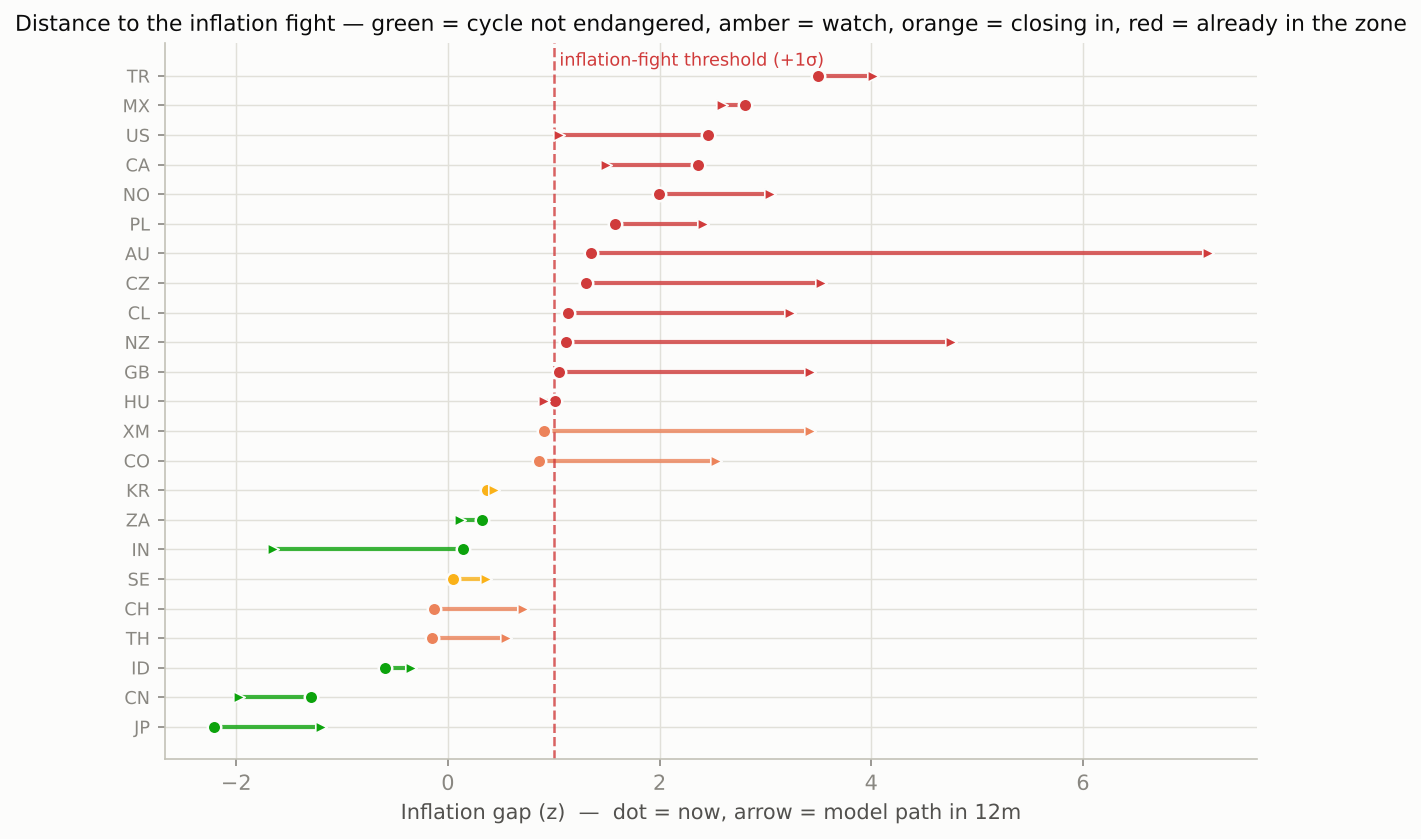 Distance to the inflation fight — green = cycle not endangered, amber = watch, orange = closing in, red = already in the zone
inflation-fight threshold (+1σ)
TR
MX
US
CA
NO
PL
AU
CZ
CL
NZ
GB
HU
XM
CO
KR
ZA
IN
SE
CH
TH
ID
CN
JP
−2 0 2 4 6
Inflation gap (z) — dot = now, arrow = model path in 12m